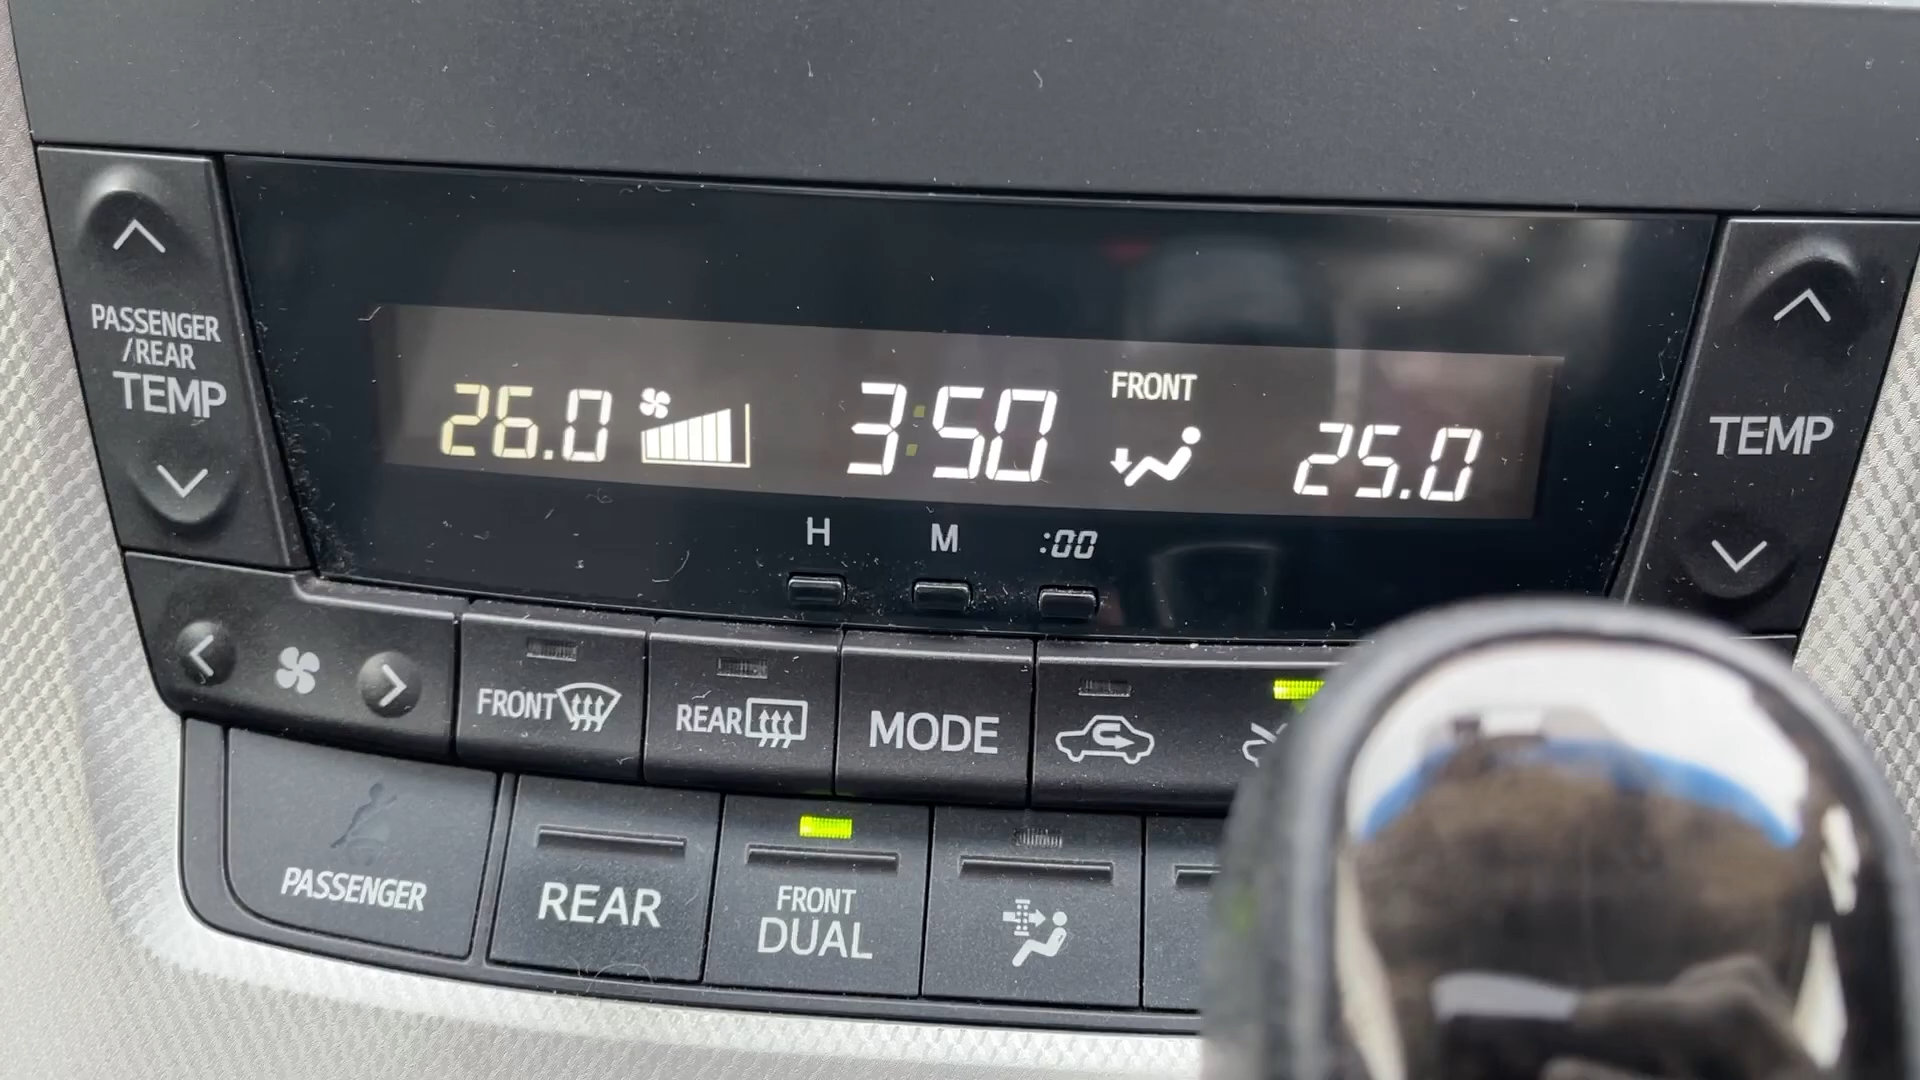 PASSENGER
/REAR
TEMP
26.0
3:50
FRONT
25.0
TEMP
H
M
:00
FRONT
REAR
MODE
PASSENGER
REAR
FRONT
DUAL